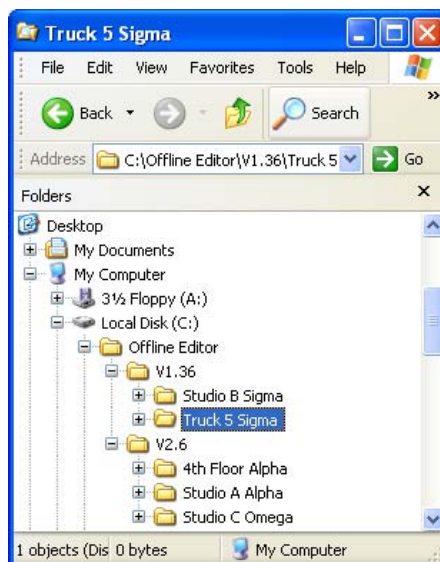 Truck 5 Sigma
File Edit View Favorites Tools Help
Back Search »
Address C:\Offline Editor\V1.36\Truck 5 Go
Folders
Desktop
My Documents
My Computer
3½ Floppy (A:)
Local Disk (C:)
Offline Editor
V1.36
Studio B Sigma
Truck 5 Sigma
V2.6
4th Floor Alpha
Studio A Alpha
Studio C Omega
1 objects (Dis 0 bytes My Computer